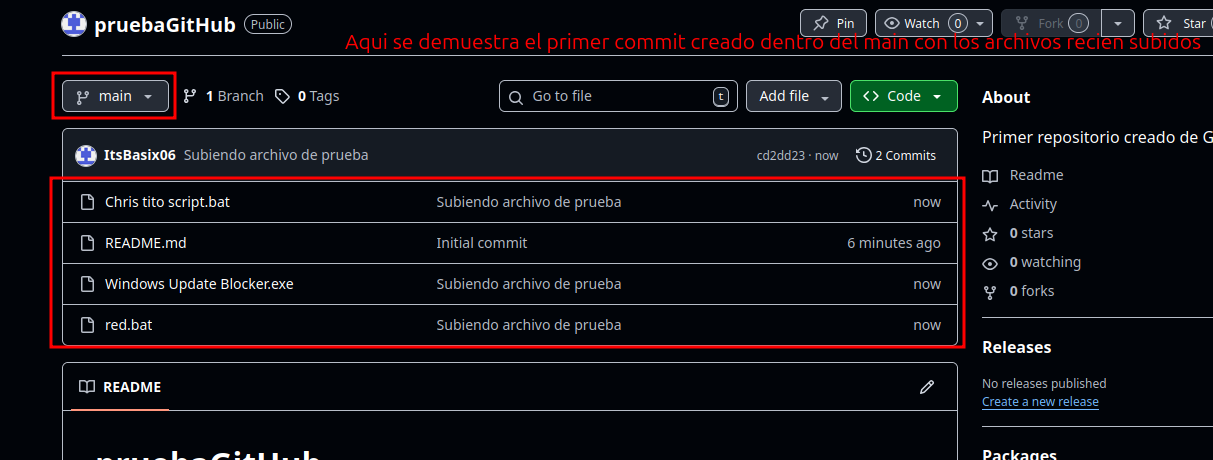 pruebaGitHub Public Pin Watch 0 Fork 0 Star
Aqui se demuestra el primer commit creado dentro del main con los archivos recien subidos
main 1 Branch 0 Tags Go to file t Add file Code
ItsBasix06 Subiendo archivo de prueba cd2dd23 · now 2 Commits
Chris tito script.bat Subiendo archivo de prueba now
README.md Initial commit 6 minutes ago
Windows Update Blocker.exe Subiendo archivo de prueba now
red.bat Subiendo archivo de prueba now
README
pruebaGitHub
About
Primer repositorio creado de G
Readme
Activity
0 stars
0 watching
0 forks
Releases
No releases published
Create a new release
Packages